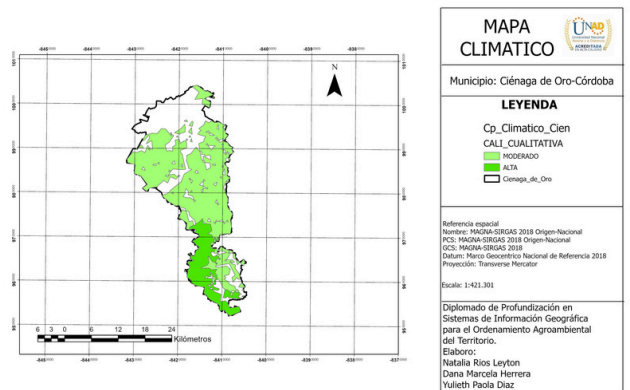 MAPA
CLIMATICO
UNAD
Municipio: Ciénaga de Oro-Córdoba
LEYENDA
Cp_Climatico_Cien
CALI_CUALITATIVA
MODERADO
ALTA
Cienaga_de_Oro
Referencia espacial
Nombre: MAGNA-SIRGAS 2018 Origen-Nacional
PCS: MAGNA-SIRGAS 2018 Origen-Nacional
GCS: MAGNA-SIRGAS 2018
Datum: Marco Geocentrico Nacional de Referencia 2018
Proyección: Transverse Mercator
Escala: 1:421.301
Diplomado de Profundización en
Sistemas de Información Geográfica
para el Ordenamiento Agroambiental
del Territorio.
Elaboro:
Natalia Rios Leyton
Dana Marcela Herrera
Yulieth Paola Diaz
N
6 3 0 6 12 18 24
Kilómetros